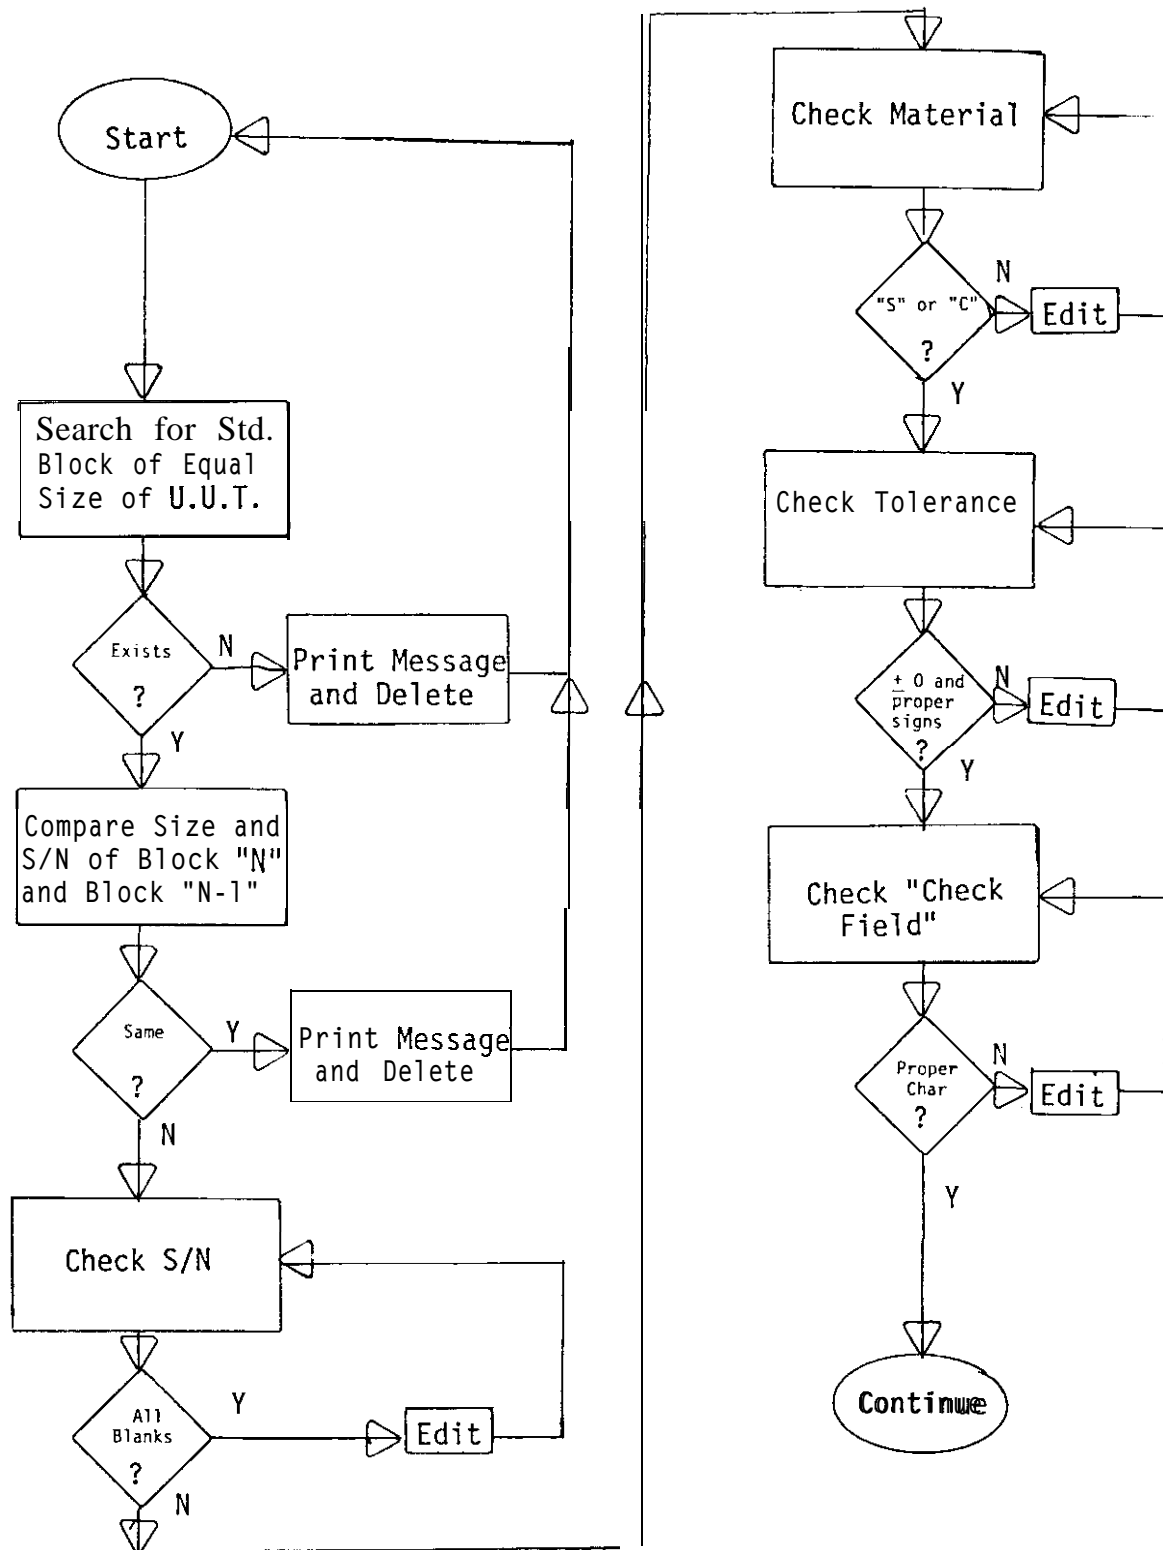 Start
Search for Std.
Block of Equal
Size of U.U.T.
Exists
?
N
Print Message
and Delete
Y
Compare Size and
S/N of Block "N"
and Block "N-1"
Same
?
Y
Print Message
and Delete
N
Check S/N
All
Blanks
?
Y
Edit
N
Check Material
"S" or "C"
?
N
Edit
Y
Check Tolerance
± 0 and
proper
signs
?
N
Edit
Y
Check "Check
Field"
Proper
Char
?
N
Edit
Y
Continue